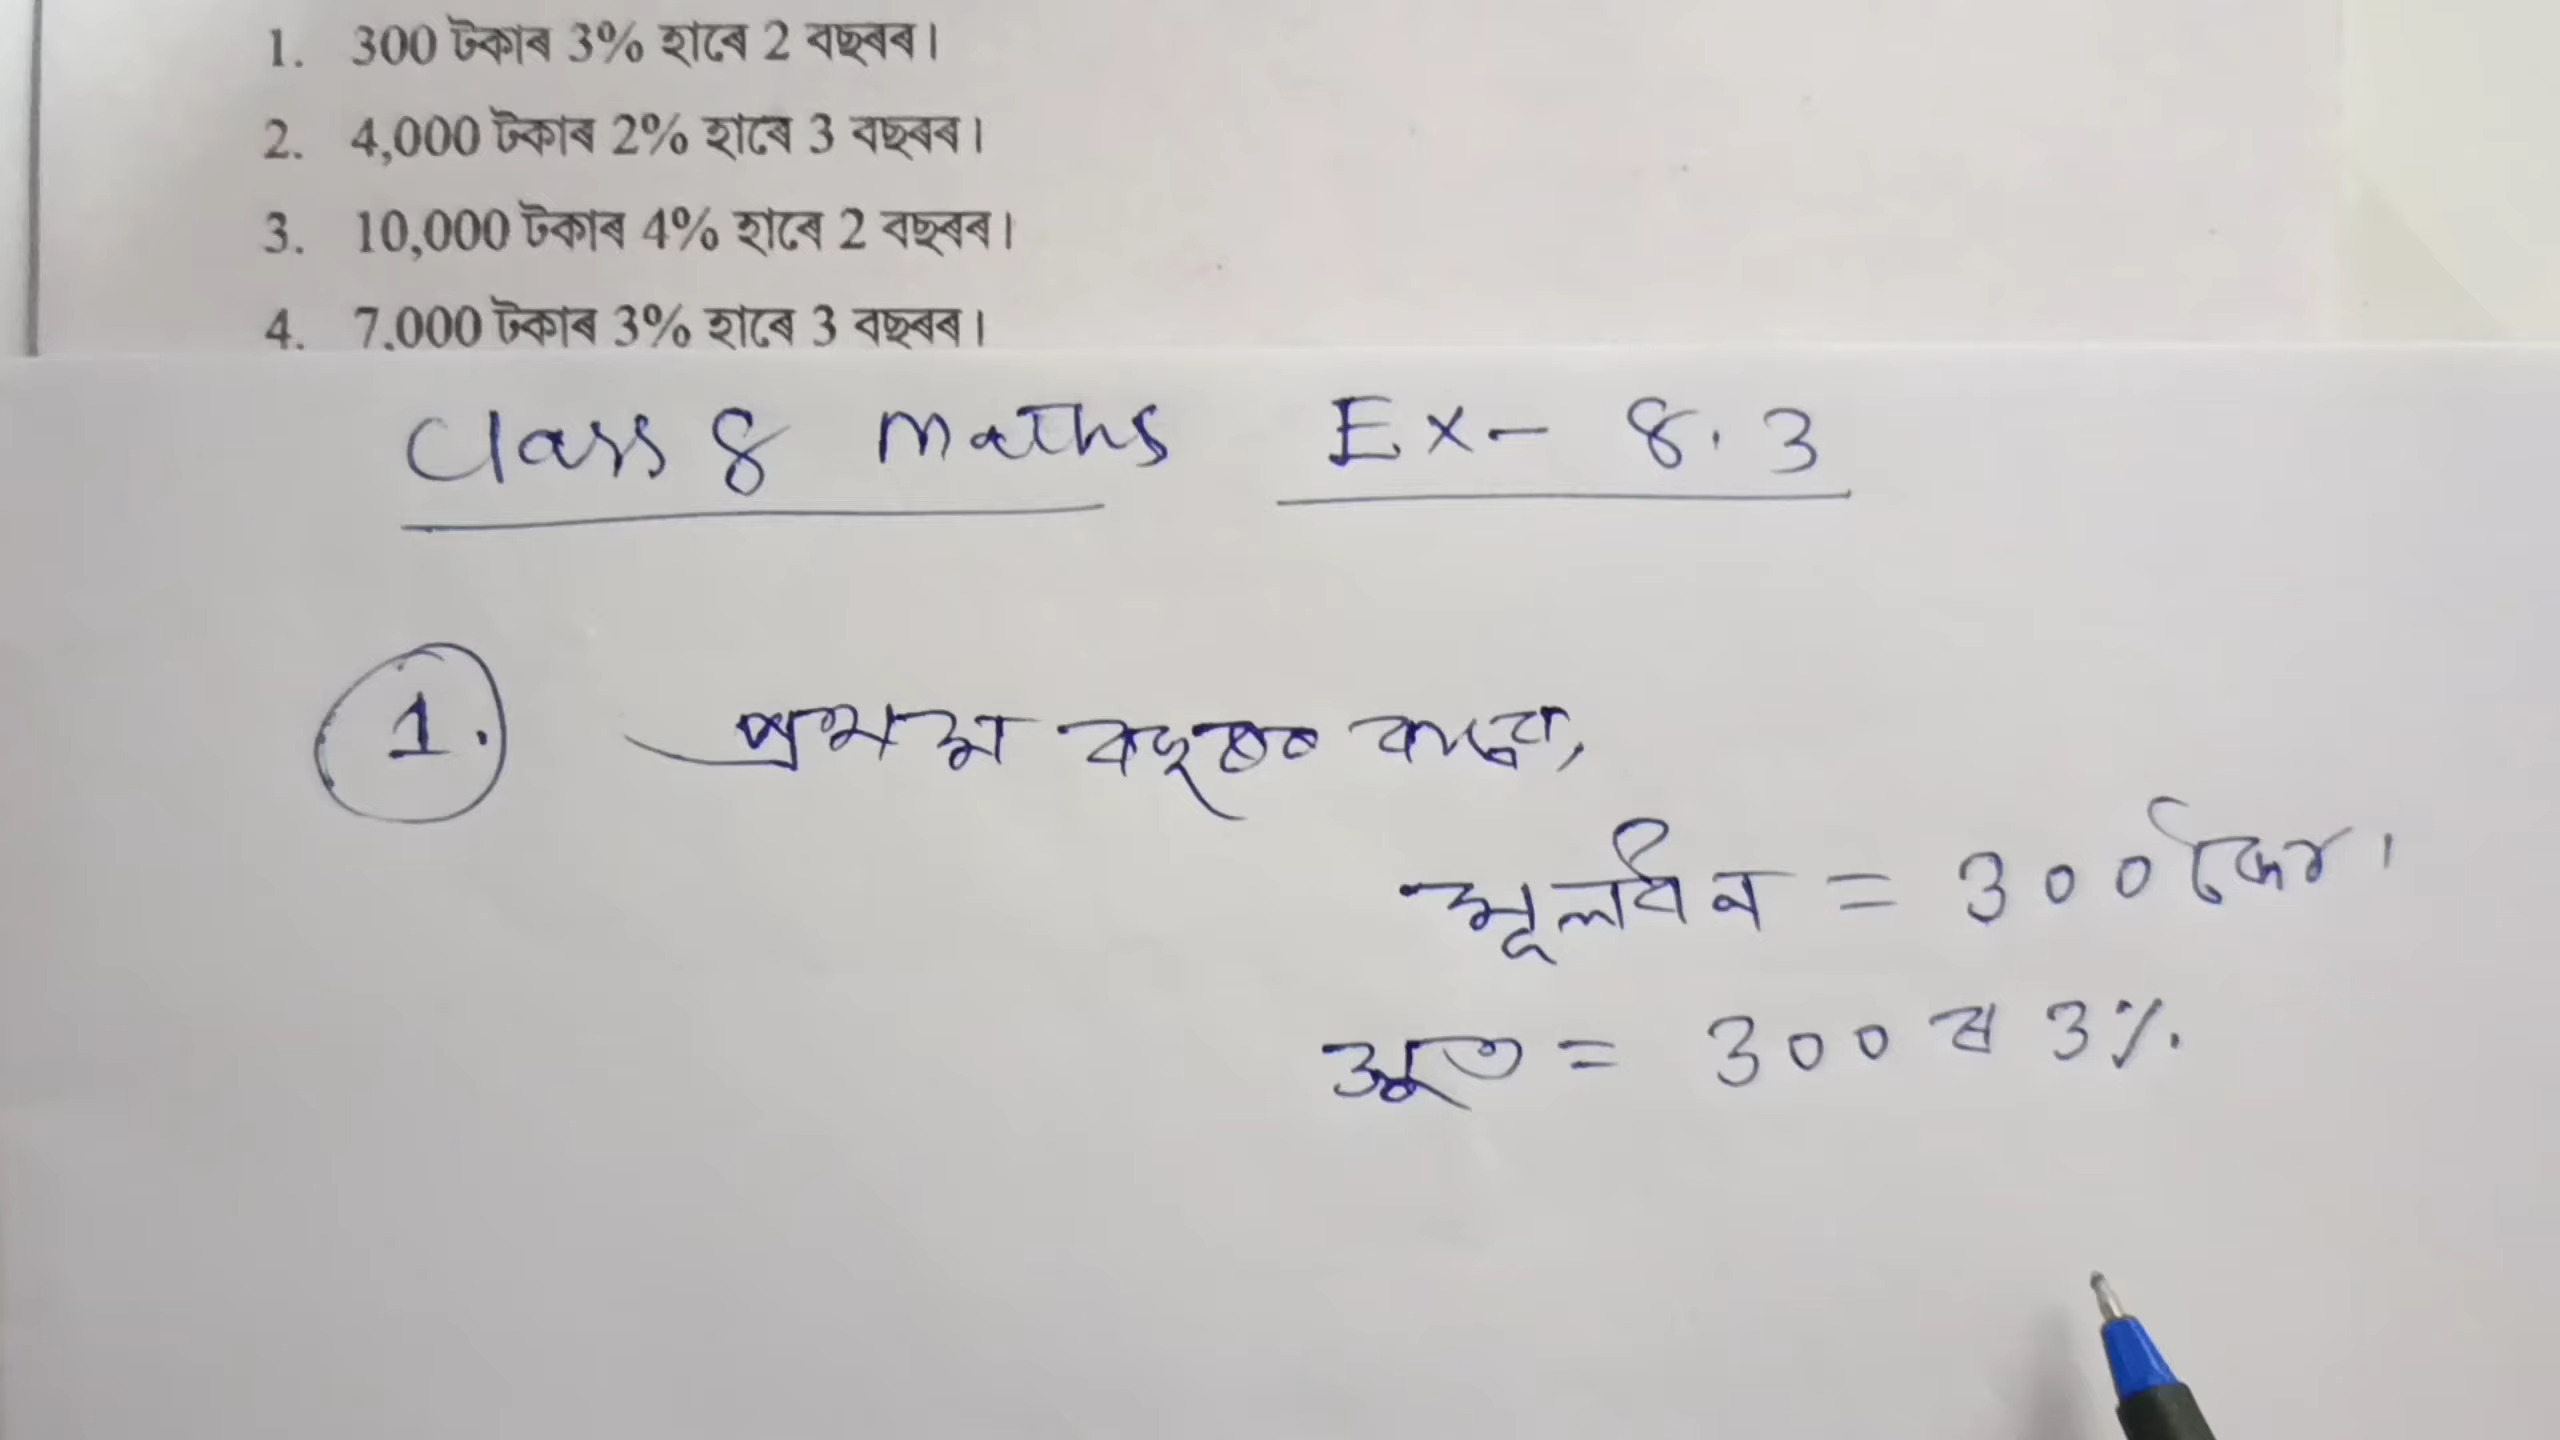 1. 300 টকাৰ 3% হাৰে 2 বছৰৰ।
2. 4,000 টকাৰ 2% হাৰে 3 বছৰৰ।
3. 10,000 টকাৰ 4% হাৰে 2 বছৰৰ।
4. 7,000 টকাৰ 3% হাৰে 3 বছৰৰ।
Class 8 maths Ex- 8.3
1. প্ৰথম বছৰৰ বাবে,
মূলধন = 300 টকা।
সুত = 300 ৰ 3%.